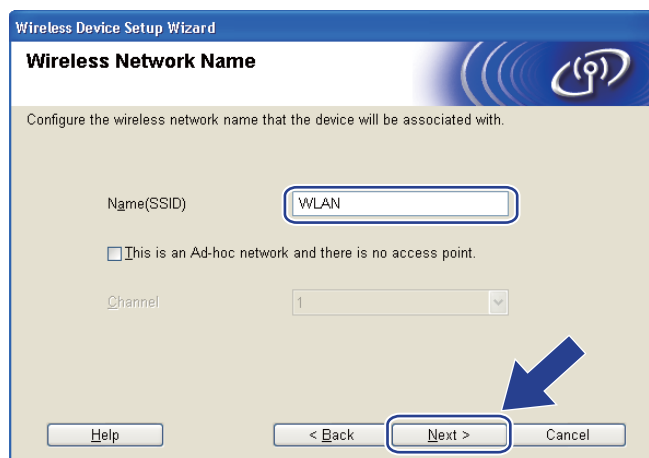 Wireless Device Setup Wizard
Wireless Network Name
Configure the wireless network name that the device will be associated with.
Name(SSID) WLAN
This is an Ad-hoc network and there is no access point.
Channel 1
Help < Back Next > Cancel